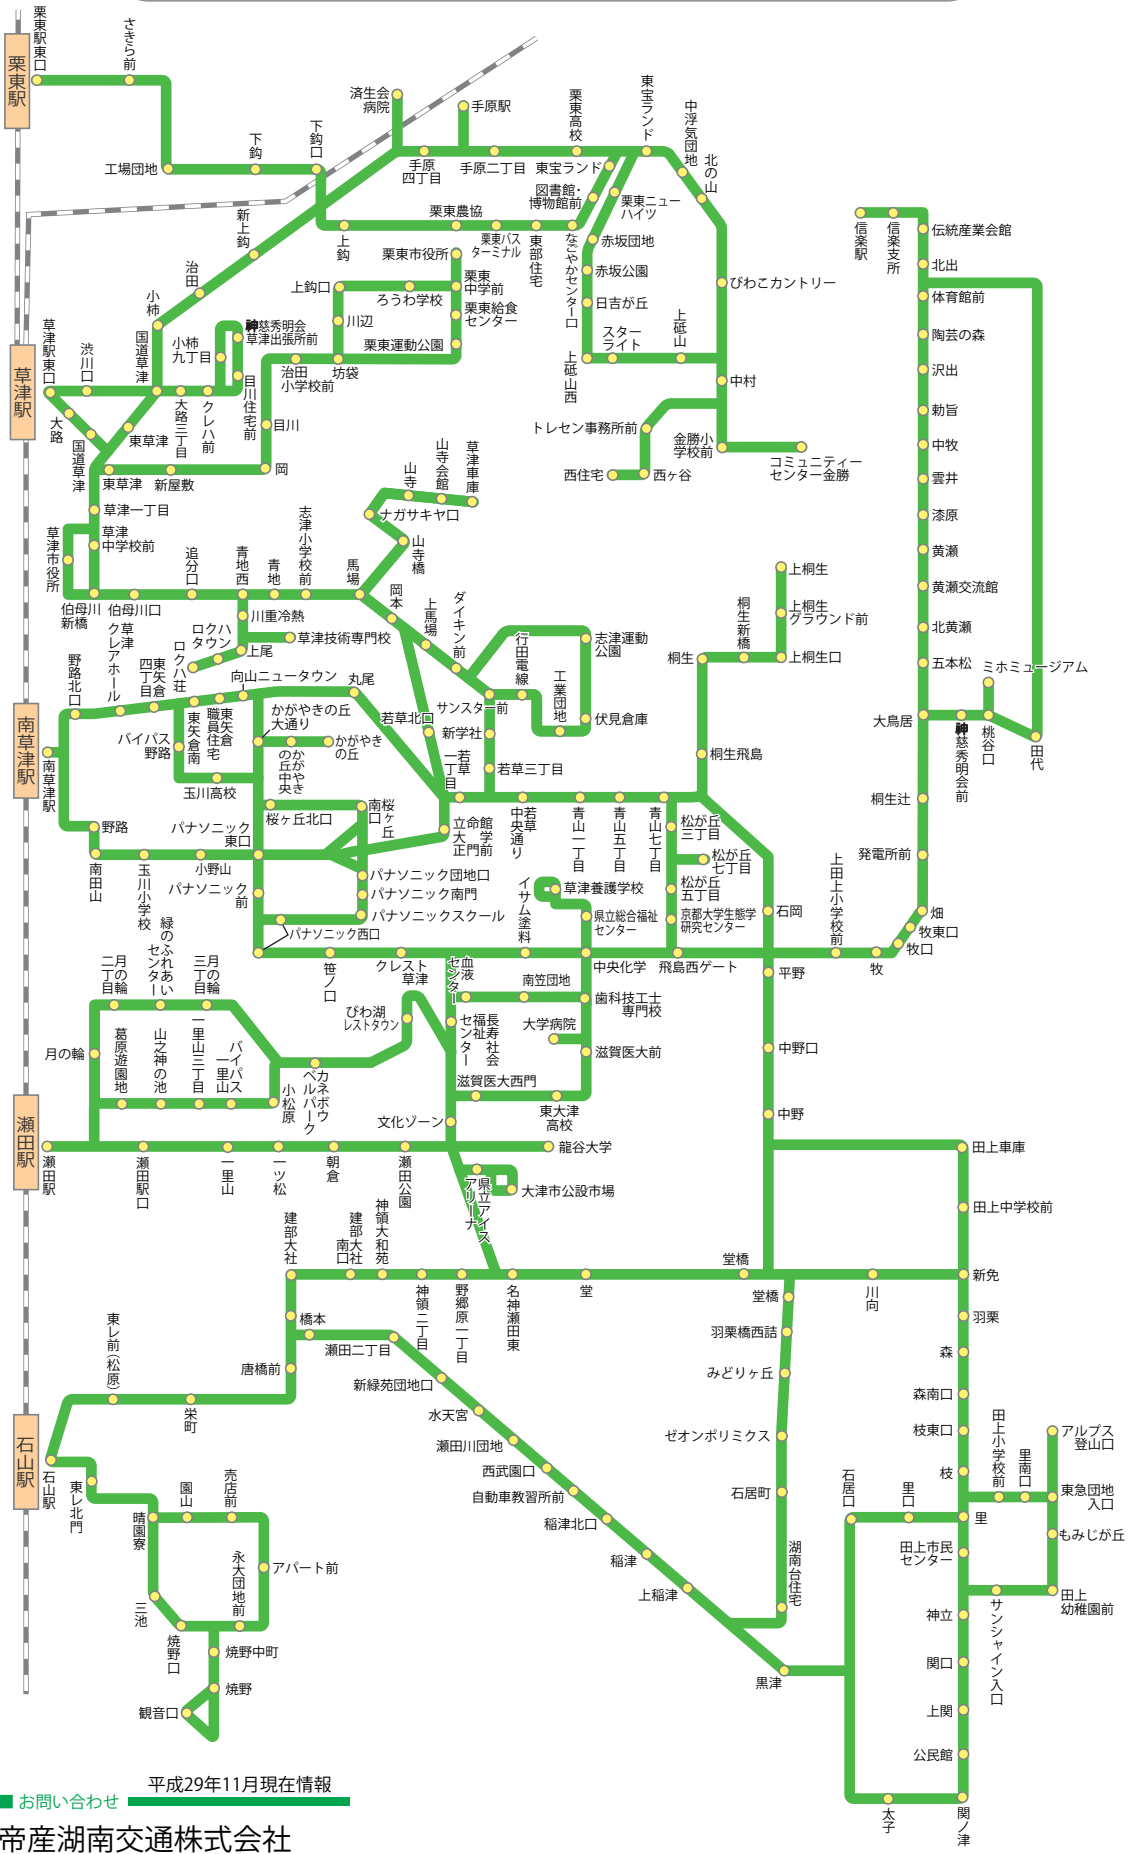 栗東駅
草津駅
南草津駅
瀬田駅
石山駅
栗東駅東口
さきら前
工場団地
下鈎
下鈎口
済生会
病院
手原駅
手原
四丁目
手原二丁目
栗東高校
東宝ランド
東宝ランド
中浮気団地
北の山
図書館・
博物館前
栗東ニュー
ハイツ
新上鈎
治田
小柿
上鈎
栗東農協
栗東バス
ターミナル
東部住宅
なごやかセンター口
赤坂団地
赤坂公園
日吉が丘
スター
ライト
上砥山
上砥山西
びわこカントリー
中村
金勝小
学校前
コミュニティー
センター金勝
トレセン事務所前
西住宅
西ヶ谷
栗東市役所
栗東
中学前
栗東給食
センター
栗東運動公園
上鈎口
ろうわ学校
川辺
治田
小学校前
坊袋
目川
岡
神慈秀明会
草津出張所前
小柿
九丁目
目川住宅前
草津駅東口
渋川口
国道草津
大路
国道草津
東草津
大路三丁目
クレハ前
東草津
新屋敷
草津一丁目
草津
中学校前
草津市役所
伯母川
新橋
伯母川口
追分口
青地西
青地
志津小学校前
馬場
山寺橋
ナガサキヤ口
山寺
山寺会館
草津車庫
川重冷熱
草津技術専門校
上尾
ロクハ
タウン
ロクハ荘
岡本
上馬場
ダイキン前
行田電線
志津運動
公園
工業団地
伏見倉庫
サンスター前
新学社
若草三丁目
若草北口
若草
一丁目
野路北口
草津
クレアホール
東矢倉
四丁目
東矢倉南
東矢倉
職員住宅
向山ニュータウン
丸尾
かがやきの丘
大通り
かがやき
の丘
かがやき
の丘中央
バイパス
野路
玉川高校
南草津駅
野路
南田山
玉川小学校
小野山
パナソニック
東口
桜ヶ丘北口
桜ヶ丘
南口
立命館
大学
正門前
パナソニック団地口
パナソニック南門
パナソニックスクール
パナソニック
前
パナソニック西口
若草
中央通り
青山一丁目
青山五丁目
青山七丁目
松が丘
三丁目
松が丘
七丁目
松が丘
五丁目
京都大学生態学
研究センター
桐生
桐生新橋
上桐生口
上桐生
グラウンド前
上桐生
桐生飛島
信楽駅
信楽支所
伝統産業会館
北出
体育館前
陶芸の森
沢出
勅旨
中牧
雲井
漆原
黄瀬
黄瀬交流館
北黄瀬
五本松
大鳥居
神慈秀明会前
桃谷口
ミホミュージアム
田代
桐生辻
発電所前
畑
牧東口
牧口
牧
上田上小学校前
石岡
飛島西ゲート
中央化学
イサム塗料
草津養護学校
県立総合福祉
センター
クレスト
草津
笹ノ口
血液
センター
南笠団地
歯科技工士
専門校
大学病院
滋賀医大前
東大津
高校
滋賀医大西門
長寿社会
福祉
センター
びわ湖
レストタウン
文化ゾーン
緑のふれあい
センター
月の輪
二丁目
月の輪
三丁目
月の輪
葛原遊園地
山之神の池
一里山三丁目
バイパス
一里山
小松原
カネボウ
ベルパーク
瀬田駅
瀬田駅口
一里山
一ツ松
朝倉
瀬田公園
龍谷大学
大津市公設市場
県立アイス
アリーナ
平野
中野口
中野
田上車庫
田上中学校前
新免
羽栗
森
森南口
枝東口
枝
里
里口
石居口
田上小学校前
里南口
東急団地
入口
アルプス
登山口
もみじが丘
田上
幼稚園前
サンシャイン入口
田上市民
センター
神立
関口
上関
公民館
関ノ津
太子
建部大社
建部大社
南口
神領大和苑
神領二丁目
野郷原一丁目
名神瀬田東
堂
堂橋
堂橋
川向
羽栗橋西詰
みどりヶ丘
ゼオンポリミクス
石居町
湖南台住宅
橋本
瀬田二丁目
唐橋前
新緑苑団地口
水天宮
瀬田川団地
西武園口
自動車教習所前
稲津北口
稲津
上稲津
黒津
東レ前(松原)
栄町
石山駅
東レ北門
晴園寮
園山
売店前
アパート前
永大団地前
三池
焼野口
焼野中町
焼野
観音口
平成29年11月現在情報
■お問い合わせ
帝産湖南交通株式会社